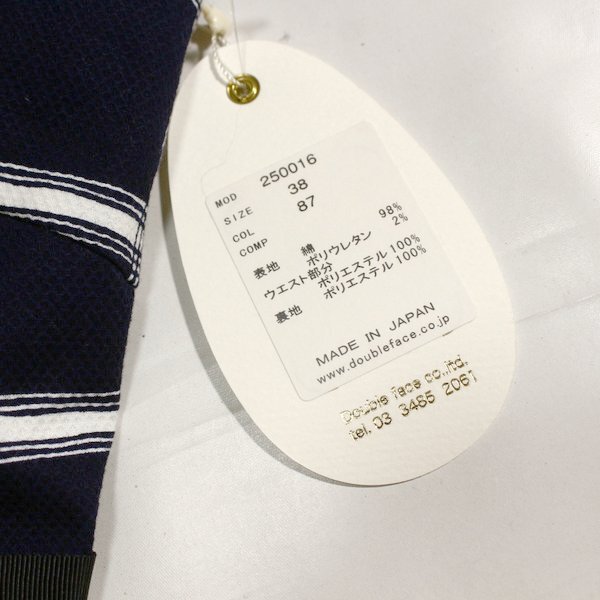 MOD 250016
SIZE 38
COL 87
COMP
表地 綿 98%
ポリウレタン 2%
ウエスト部分
ポリエステル 100%
裏地 ポリエステル 100%
MADE IN JAPAN
www.doubleface.co.jp
Double face co.,ltd.
tel. 03 3485 2061